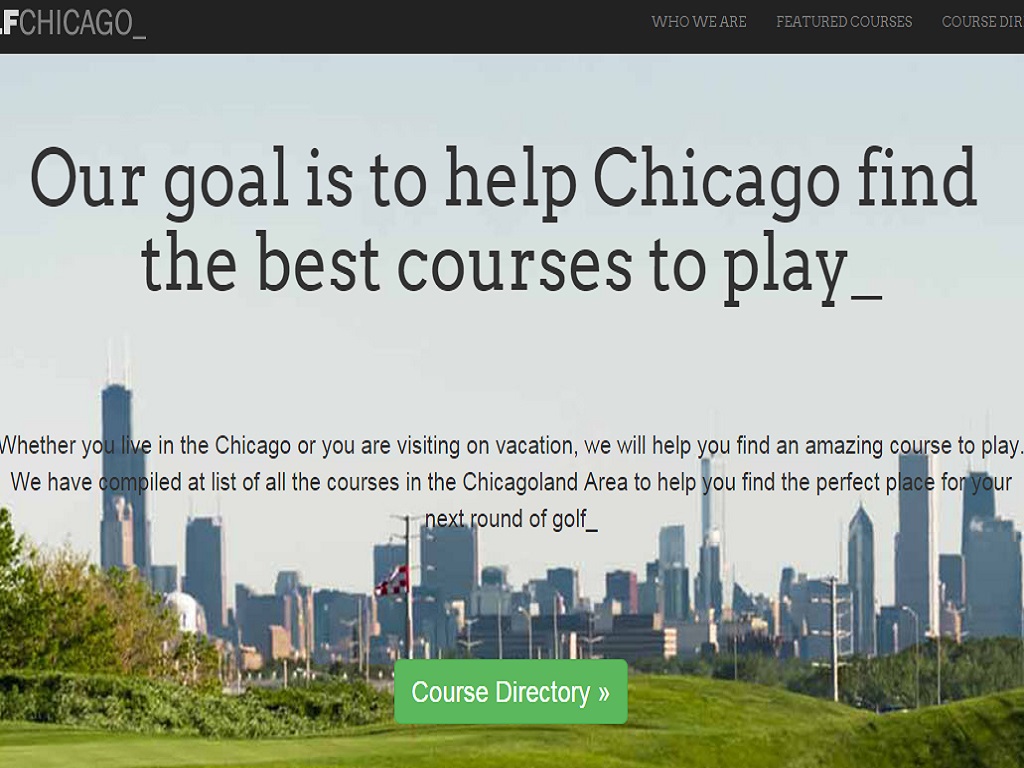 LFCHICAGO_
WHO WE ARE FEATURED COURSES COURSE DIR
Our goal is to help Chicago find
the best courses to play_
Whether you live in the Chicago or you are visiting on vacation, we will help you find an amazing course to play.
We have compiled at list of all the courses in the Chicagoland Area to help you find the perfect place for your
next round of golf_
Course Directory »